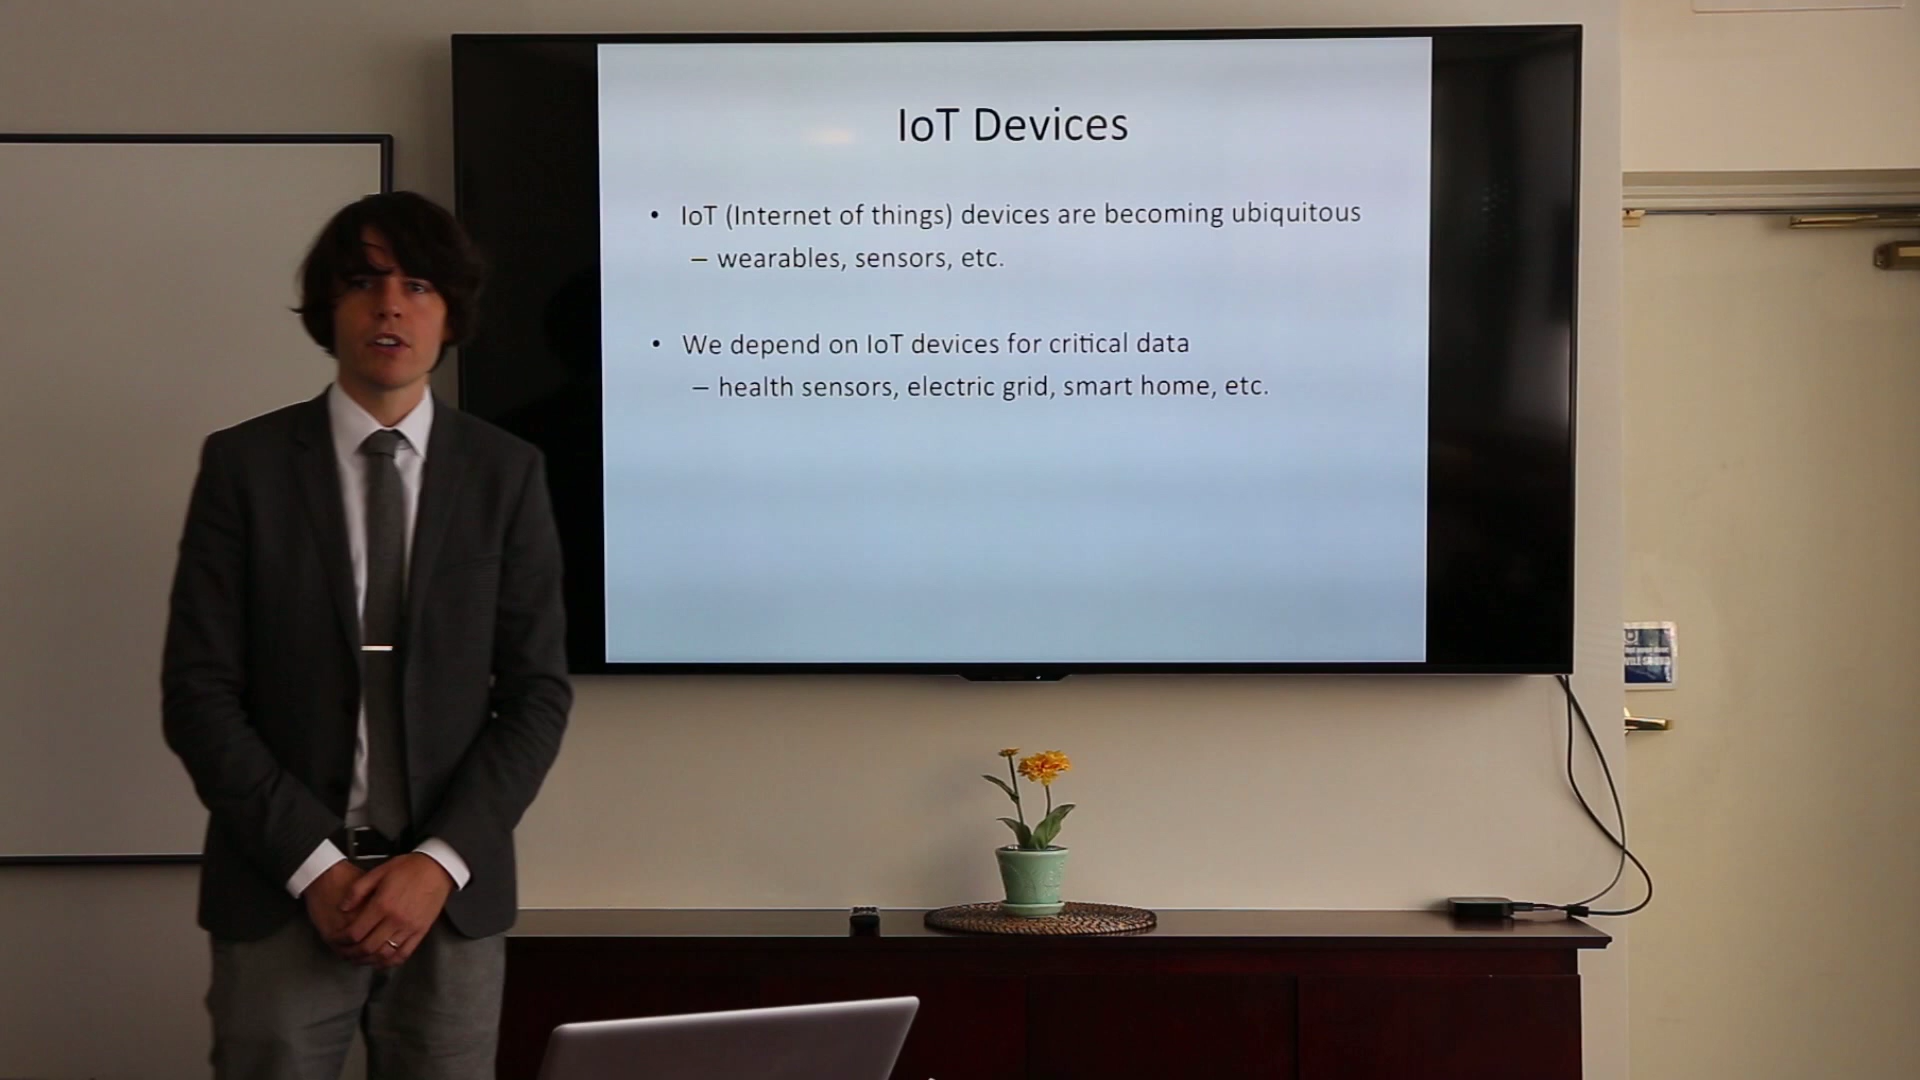 IoT Devices
• IoT (Internet of things) devices are becoming ubiquitous
– wearables, sensors, etc.
• We depend on IoT devices for critical data
– health sensors, electric grid, smart home, etc.